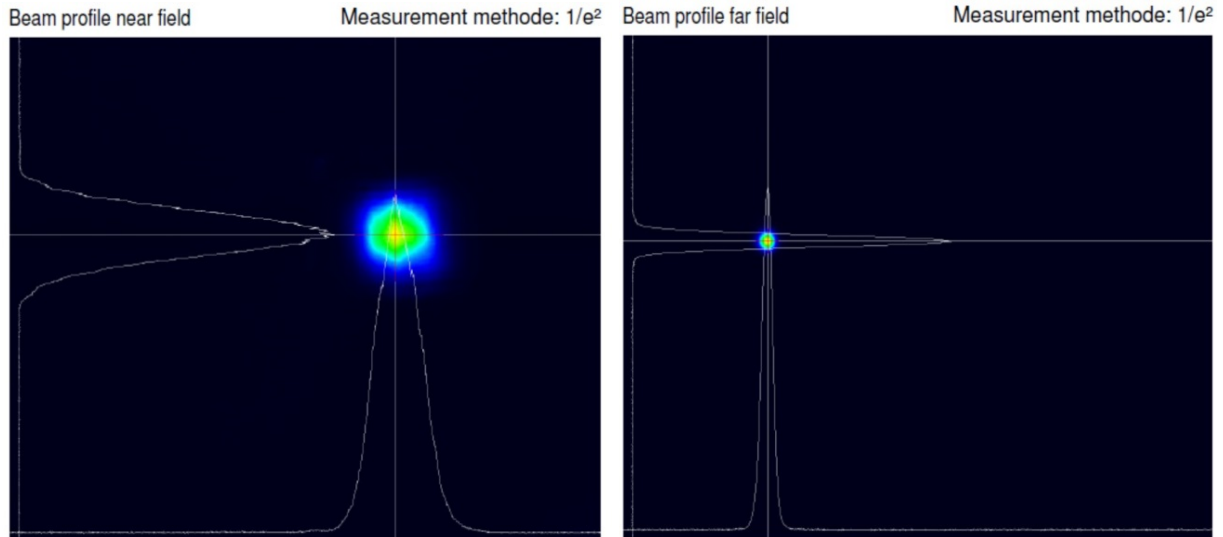 Beam profile near field
Measurement methode: 1/e²
Beam profile far field
Measurement methode: 1/e²